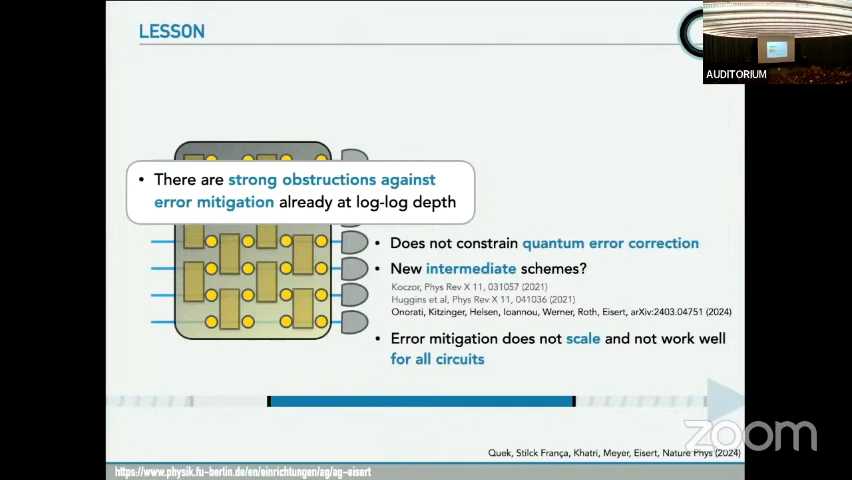 LESSON
AUDITORIUM
• There are strong obstructions against
error mitigation already at log-log depth
• Does not constrain quantum error correction
• New intermediate schemes?
Koczor, Phys Rev X 11, 031057 (2021)
Huggins et al, Phys Rev X 11, 041036 (2021)
Onorati, Kitzinger, Helsen, Ioannou, Werner, Roth, Eisert, arXiv:2403.04751 (2024)
• Error mitigation does not scale and not work well
for all circuits
zoom
Quek, Stilck França, Khatri, Meyer, Eisert, Nature Phys (2024)
https://www.physik.fu-berlin.de/en/einrichtungen/ag/ag-eisert